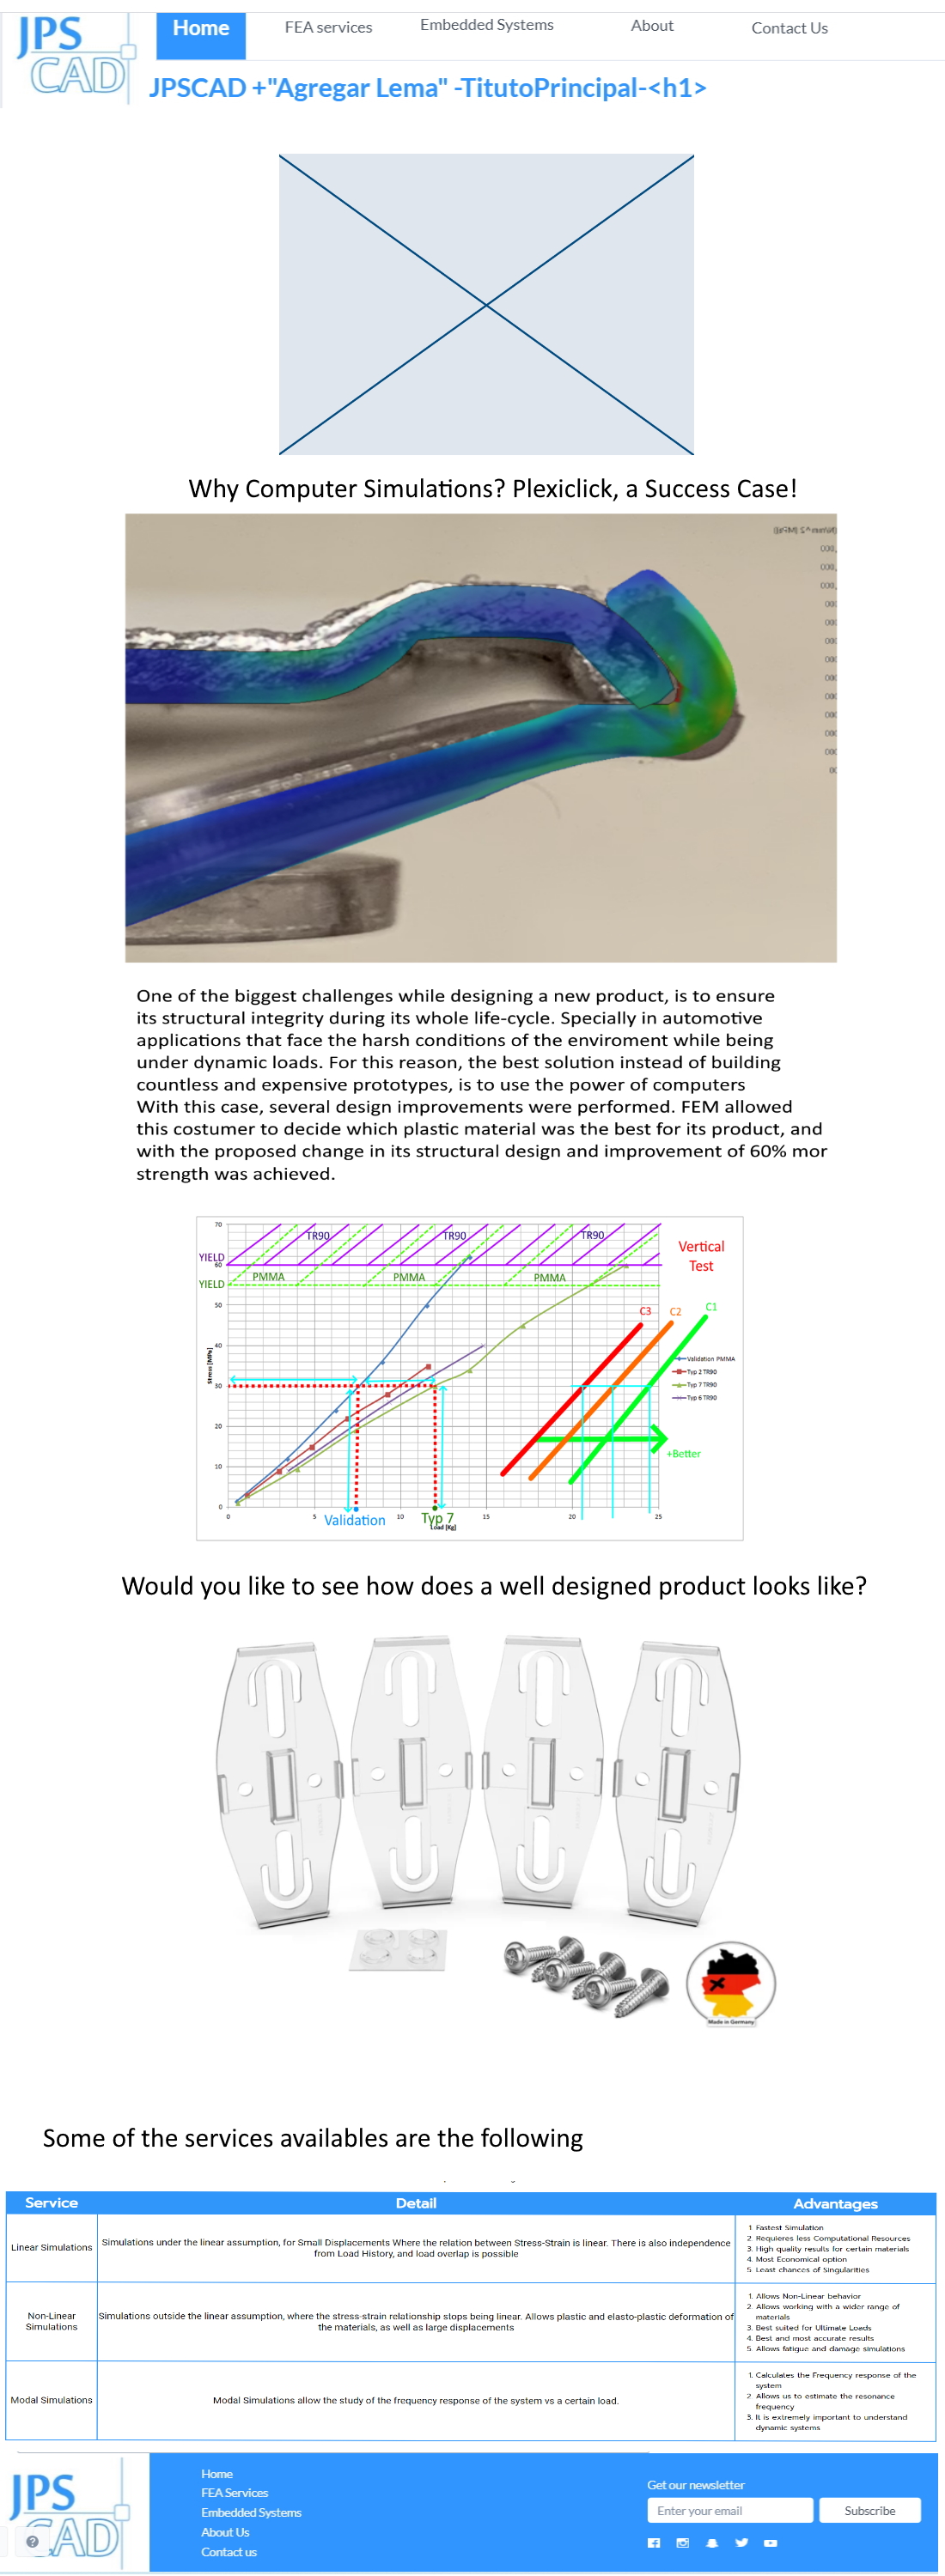 JPS
CAD
Home
FEA services
Embedded Systems
About
Contact Us
JPSCAD +"Agregar Lema" -TitutoPrincipal-<h1>
Why Computer Simulations? Plexiclick, a Success Case!
One of the biggest challenges while designing a new product, is to ensure
its structural integrity during its whole life-cycle. Specially in automotive
applications that face the harsh conditions of the enviroment while being
under dynamic loads. For this reason, the best solution instead of building
countless and expensive prototypes, is to use the power of computers
With this case, several design improvements were performed. FEM allowed
this costumer to decide which plastic material was the best for its product, and
with the proposed change in its structural design and improvement of 60% mor
strength was achieved.
70
60
50
40
30
20
10
0
Stress [MPa]
YIELD
YIELD
TR90
TR90
TR90
PMMA
PMMA
PMMA
Vertical
Test
C3
C2
C1
Validation PMMA
Typ 2 TR90
Typ 7 TR90
Typ 6 TR90
+Better
0
5
10
15
20
25
Validation
Typ 7
Load [Kg]
Would you like to see how does a well designed product looks like?
Made in Germany
Some of the services availables are the following
Service
Detail
Advantages
Linear Simulations
Simulations under the linear assumption, for Small Displacements Where the relation between Stress-Strain is linear. There is also independence
from Load History, and load overlap is possible
1. Fastest Simulation
2. Requieres less Computational Resources
3. High quality results for certain materials
4. Most Economical option
5. Least chances of Singularities
Non-Linear
Simulations
Simulations outside the linear assumption, where the stress-strain relationship stops being linear. Allows plastic and elasto-plastic deformation of
the materials, as well as large displacements
1. Allows Non-Linear behavior
2. Allows working with a wider range of
materials
3. Best suited for Ultimate Loads
4. Best and most accurate results
5. Allows fatigue and damage simulations
Modal Simulations
Modal Simulations allow the study of the frequency response of the system vs a certain load.
1. Calculates the Frequency response of the
system
2. Allows us to estimate the resonance
frequency
3. It is extremely important to understand
dynamic systems
JPS
CAD
?
Home
FEA Services
Embedded Systems
About Us
Contact us
Get our newsletter
Enter your email
Subscribe